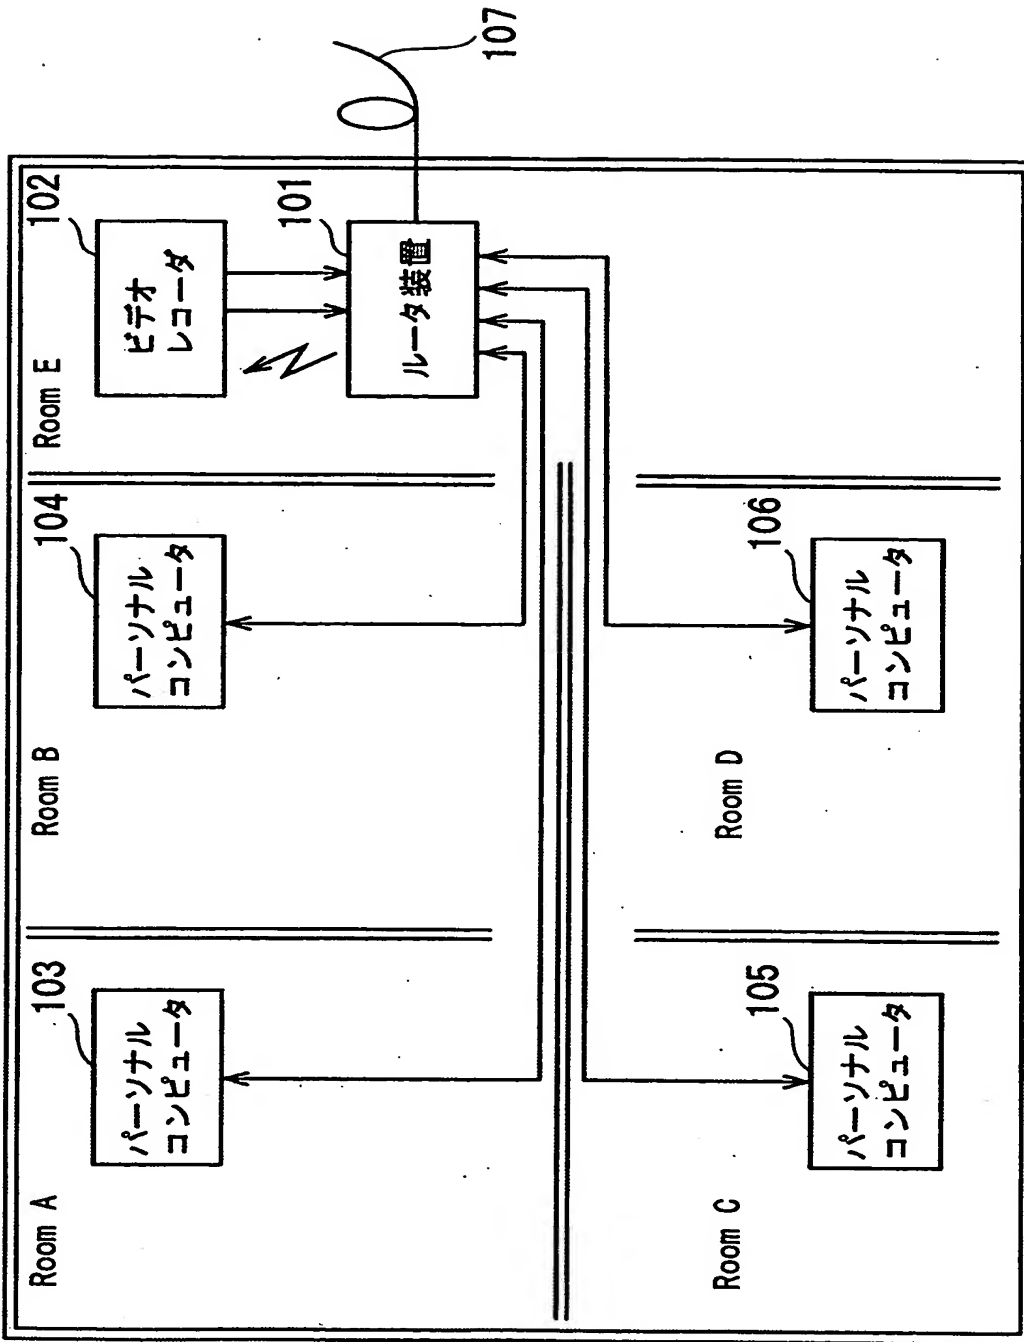 Room A
103
パーソナル
コンピュータ
Room B
104
パーソナル
コンピュータ
Room E
102
ビデオ
レコーダ
101
ルータ装置
107
Room C
105
パーソナル
コンピュータ
Room D
106
パーソナル
コンピュータ